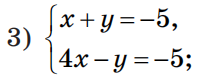 3) { x + y = –5,
4x – y = –5;